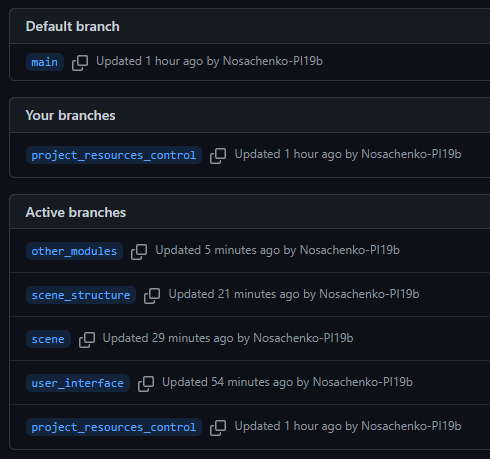 Default branch
main Updated 1 hour ago by Nosachenko-PI19b
Your branches
project_resources_control Updated 1 hour ago by Nosachenko-PI19b
Active branches
other_modules Updated 5 minutes ago by Nosachenko-PI19b
scene_structure Updated 21 minutes ago by Nosachenko-PI19b
scene Updated 29 minutes ago by Nosachenko-PI19b
user_interface Updated 54 minutes ago by Nosachenko-PI19b
project_resources_control Updated 1 hour ago by Nosachenko-PI19b